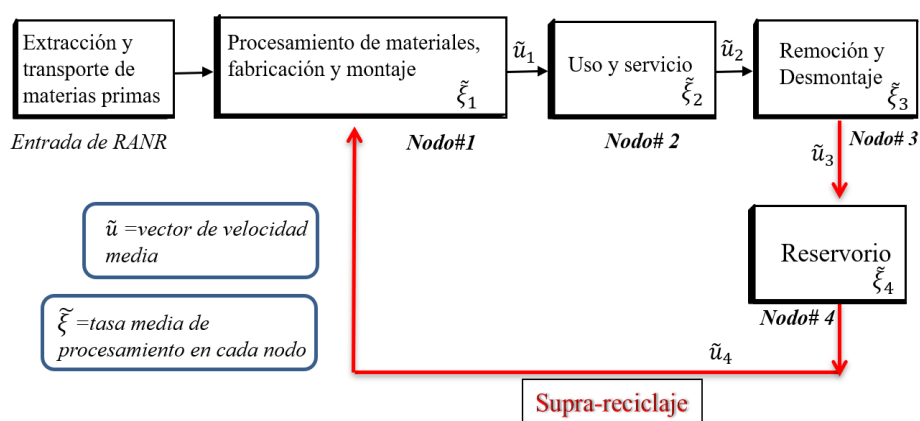 Extracción y
transporte de
materias primas
Entrada de RANR
Procesamiento de materiales,
fabricación y montaje
ξ̃₁
Nodo#1
ũ₁
Uso y servicio
ξ̃₂
Nodo# 2
ũ₂
Remoción y
Desmontaje
ξ̃₃
Nodo# 3
ũ₃
Reservorio
ξ̃₄
Nodo# 4
ũ₄
Supra-reciclaje
ũ =vector de velocidad
media
ξ̃ =tasa media de
procesamiento en cada nodo